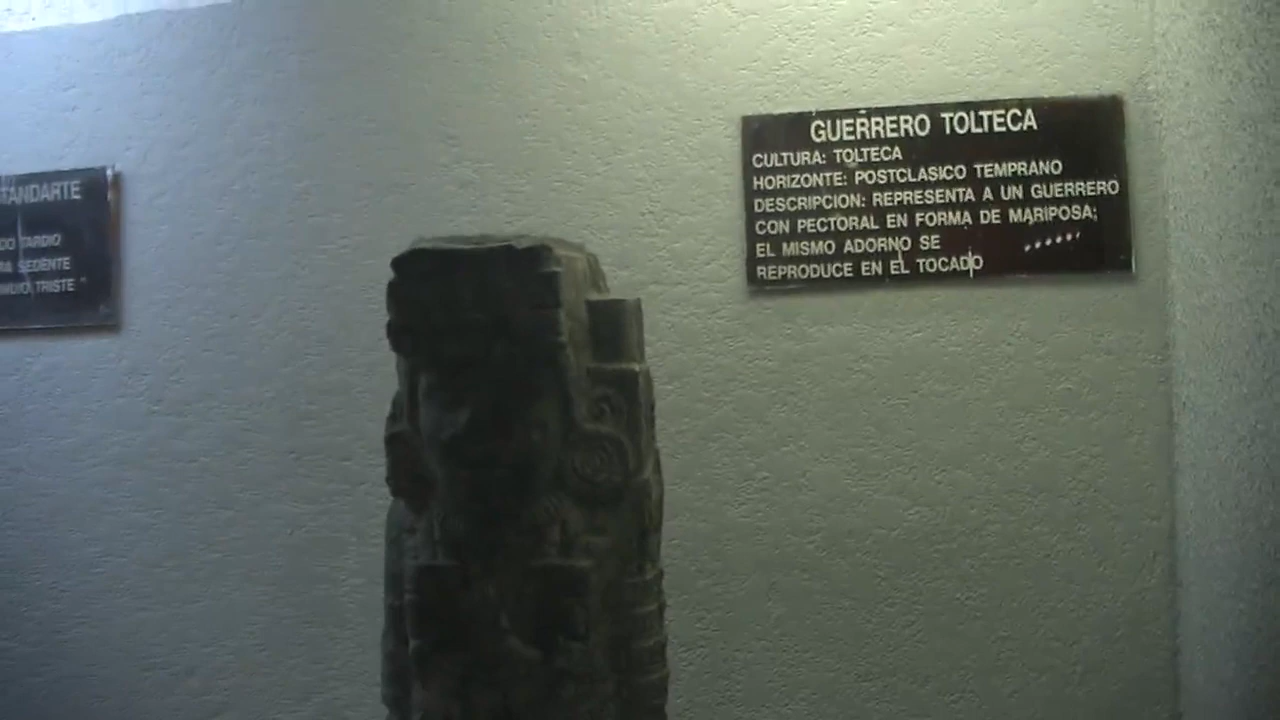 TANDARTE
DO TARDIO
SEDENTE
TRISTE"
GUERRERO TOLTECA
CULTURA: TOLTECA
HORIZONTE: POSTCLASICO TEMPRANO
DESCRIPCION: REPRESENTA A UN GUERRERO
CON PECTORAL EN FORMA DE MARIPOSA;
EL MISMO ADORNO SE
REPRODUCE EN EL TOCADO